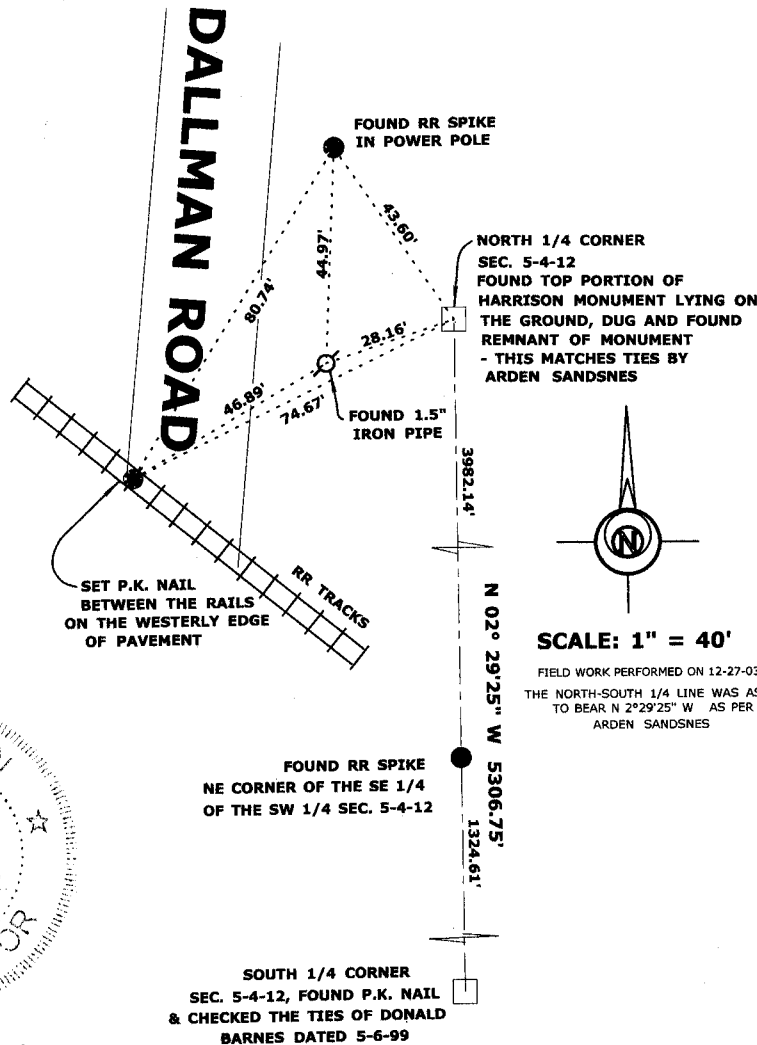 DALLMAN ROAD
FOUND RR SPIKE
IN POWER POLE
43.60'
44.97'
80.74'
NORTH 1/4 CORNER
SEC. 5-4-12
FOUND TOP PORTION OF
HARRISON MONUMENT LYING ON
THE GROUND, DUG AND FOUND
REMNANT OF MONUMENT
- THIS MATCHES TIES BY
ARDEN SANDSNES
28.16'
46.89'
74.67'
FOUND 1.5"
IRON PIPE
3982.14'
SET P.K. NAIL
BETWEEN THE RAILS
ON THE WESTERLY EDGE
OF PAVEMENT
RR TRACKS
N
SCALE: 1" = 40'
FIELD WORK PERFORMED ON 12-27-03
THE NORTH-SOUTH 1/4 LINE WAS AS
TO BEAR N 2°29'25" W AS PER
ARDEN SANDSNES
N 02° 29'25" W 5306.75'
FOUND RR SPIKE
NE CORNER OF THE SE 1/4
OF THE SW 1/4 SEC. 5-4-12
1324.61'
SOUTH 1/4 CORNER
SEC. 5-4-12, FOUND P.K. NAIL
& CHECKED THE TIES OF DONALD
BARNES DATED 5-6-99
OR